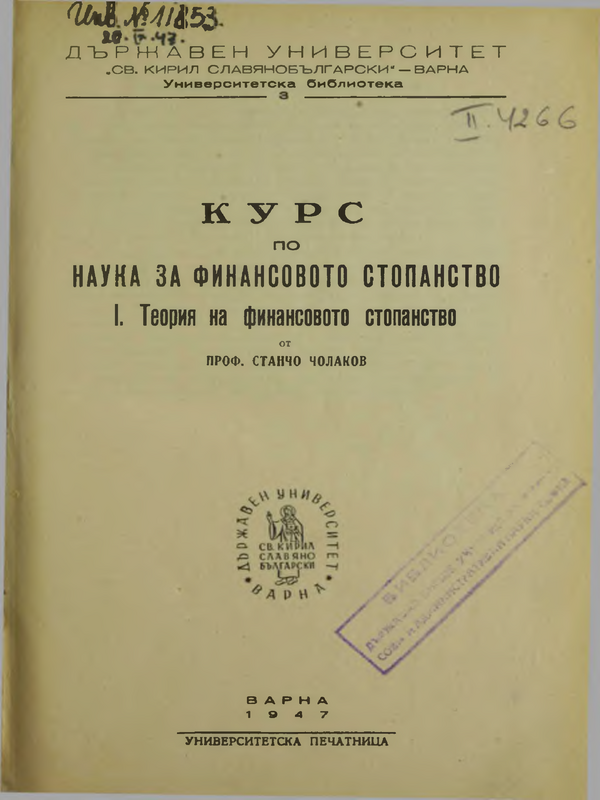 Инв. № 11853
ДЪРЖАВЕН УНИВЕРСИТЕТ
„СВ. КИРИЛ СЛАВЯНОБЪЛГАРСКИ“ — ВАРНА
Университетска библиотека
3
II. 4266
КУРС
ПО
НАУКА ЗА ФИНАНСОВОТО СТОПАНСТВО
I. Теория на финансовото стопанство
от
ПРОФ. СТАНЧО ЧОЛАКОВ
ДЪРЖАВЕН УНИВЕРСИТЕТ
СВ. КИРИЛ
СЛАВЯНО
БЪЛГАРСКИ
ВАРНА
БИБЛИОТЕКА
ВАРНА
1947
УНИВЕРСИТЕТСКА ПЕЧАТНИЦА